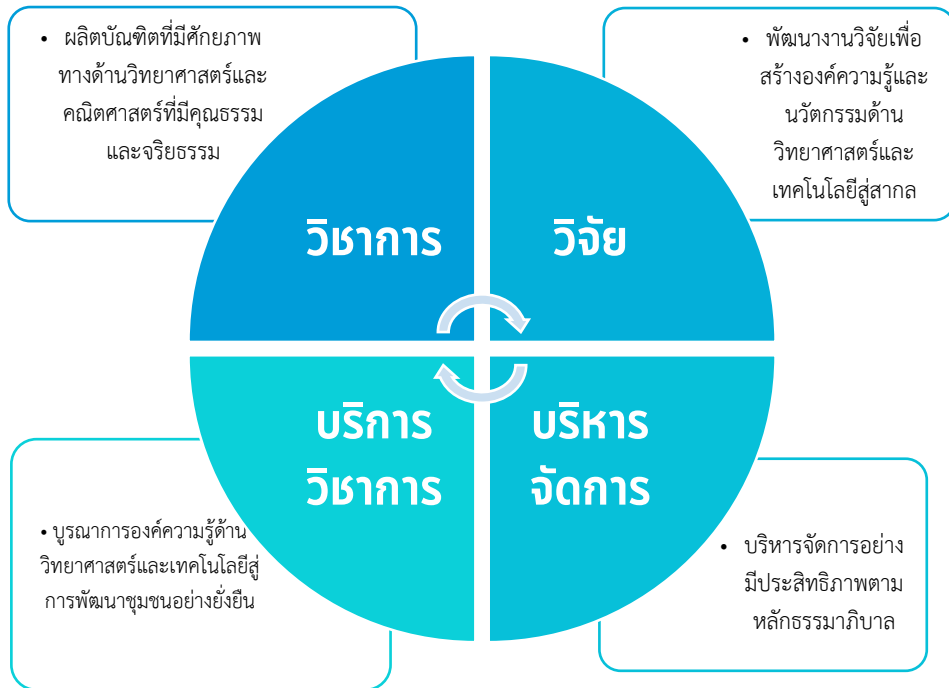 • ผลิตบัณฑิตที่มีศักยภาพ
ทางด้านวิทยาศาสตร์และ
คณิตศาสตร์ที่มีคุณธรรม
และจริยธรรม
• พัฒนางานวิจัยเพื่อ
สร้างองค์ความรู้และ
นวัตกรรมด้าน
วิทยาศาสตร์และ
เทคโนโลยีสู่สากล
วิชาการ
วิจัย
บริการ
วิชาการ
บริหาร
จัดการ
• บูรณาการองค์ความรู้ด้าน
วิทยาศาสตร์และเทคโนโลยีสู่
การพัฒนาชุมชนอย่างยั่งยืน
• บริหารจัดการอย่าง
มีประสิทธิภาพตาม
หลักธรรมาภิบาล